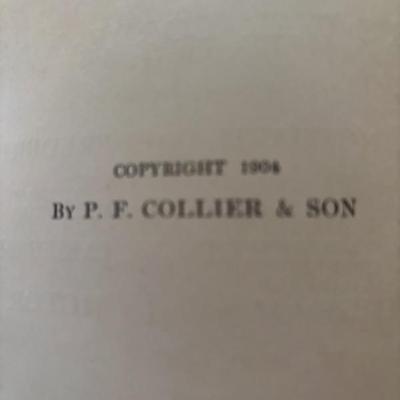 COPYRIGHT 1904
BY P. F. COLLIER & SON